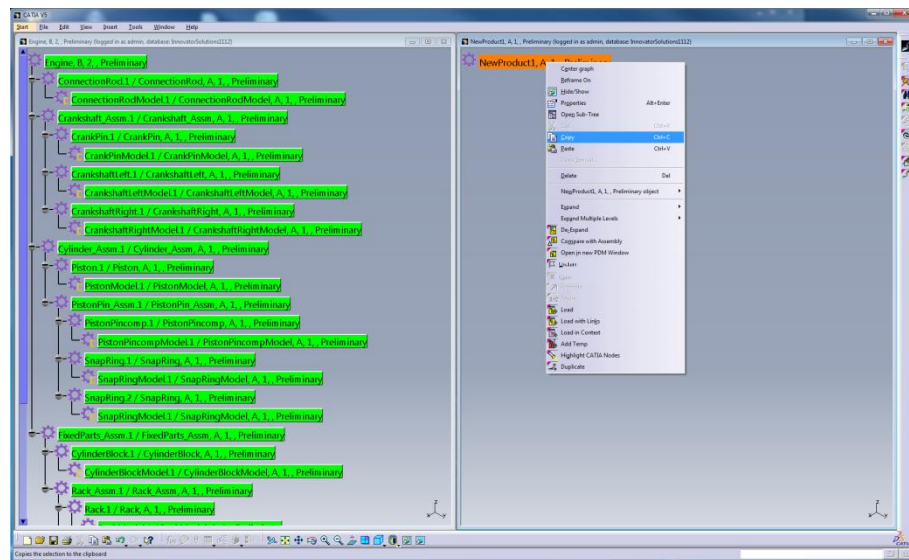 CATIA V5
Start File Edit View Insert Tools Window Help
Engine, B, 2, , Preliminary (logged in as admin, database: InnovatorSolutions1112)
Engine, B, 2, , Preliminary
ConnectionRod.1 / ConnectionRod, A, 1, , Preliminary
ConnectionRodModel.1 / ConnectionRodModel, A, 1, , Preliminary
Crankshaft_Assm.1 / Crankshaft_Assm, A, 1, , Preliminary
CrankPin.1 / CrankPin, A, 1, , Preliminary
CrankPinModel.1 / CrankPinModel, A, 1, , Preliminary
CrankshaftLeft.1 / CrankshaftLeft, A, 1, , Preliminary
CrankshaftLeftModel.1 / CrankshaftLeftModel, A, 1, , Preliminary
CrankshaftRight.1 / CrankshaftRight, A, 1, , Preliminary
CrankshaftRightModel.1 / CrankshaftRightModel, A, 1, , Preliminary
Cylinder_Assm.1 / Cylinder_Assm, A, 1, , Preliminary
Piston.1 / Piston, A, 1, , Preliminary
PistonModel.1 / PistonModel, A, 1, , Preliminary
PistonPin_Assm.1 / PistonPin_Assm, A, 1, , Preliminary
PistonPincomp.1 / PistonPincomp, A, 1, , Preliminary
PistonPincompModel.1 / PistonPincompModel, A, 1, , Preliminary
SnapRing.1 / SnapRing, A, 1, , Preliminary
SnapRingModel.1 / SnapRingModel, A, 1, , Preliminary
SnapRing.2 / SnapRing, A, 1, , Preliminary
SnapRingModel.1 / SnapRingModel, A, 1, , Preliminary
FixedParts_Assm.1 / FixedParts_Assm, A, 1, , Preliminary
CylinderBlock.1 / CylinderBlock, A, 1, , Preliminary
CylinderBlockModel.1 / CylinderBlockModel, A, 1, , Preliminary
Rack_Assm.1 / Rack_Assm, A, 1, , Preliminary
Rack.1 / Rack, A, 1, , Preliminary
NewProduct1, A, 1, , Preliminary (logged in as admin, database: InnovatorSolutions1112)
NewProduct1, A, 1, , Preliminary
Center graph
Reframe On
Hide/Show
Properties Alt+Enter
Open Sub-Tree
Cut Ctrl+X
Copy Ctrl+C
Paste Ctrl+V
Paste Special...
Delete Del
NewProduct1, A, 1, , Preliminary object
Expand
Expand Multiple Levels
De_Expand
Compare with Assembly
Open in new PDM Window
Load
Load with Links
Load in Context
Add Temp
Highlight CATIA Nodes
Duplicate
z
z
CATIA
Copies the selection to the clipboard